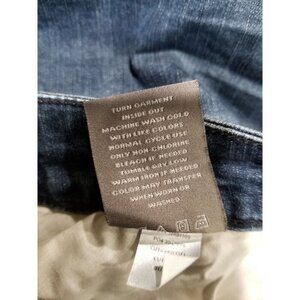 TURN GARMENT
INSIDE OUT
MACHINE WASH COLD
WITH LIKE COLORS
NORMAL CYCLE USE
ONLY NON-CHLORINE
BLEACH IF NEEDED
TUMBLE DRY LOW
WARM IRON IF NEEDED
COLOR MAY TRANSFER
WHEN WORN OR
WASHED